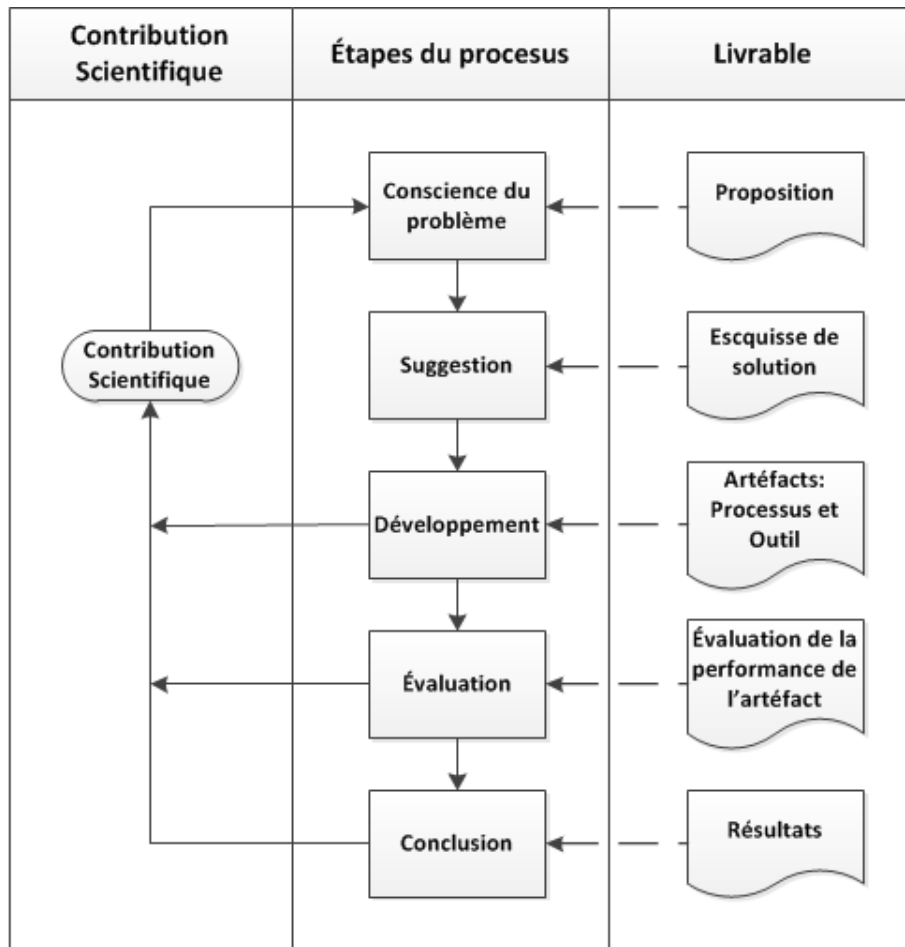 Contribution
Scientifique
Étapes du procesus
Livrable
Conscience du
problème
Proposition
Contribution
Scientifique
Suggestion
Escquisse de
solution
Développement
Artéfacts:
Processus et
Outil
Évaluation
Évaluation de la
performance de
l'artéfact
Conclusion
Résultats